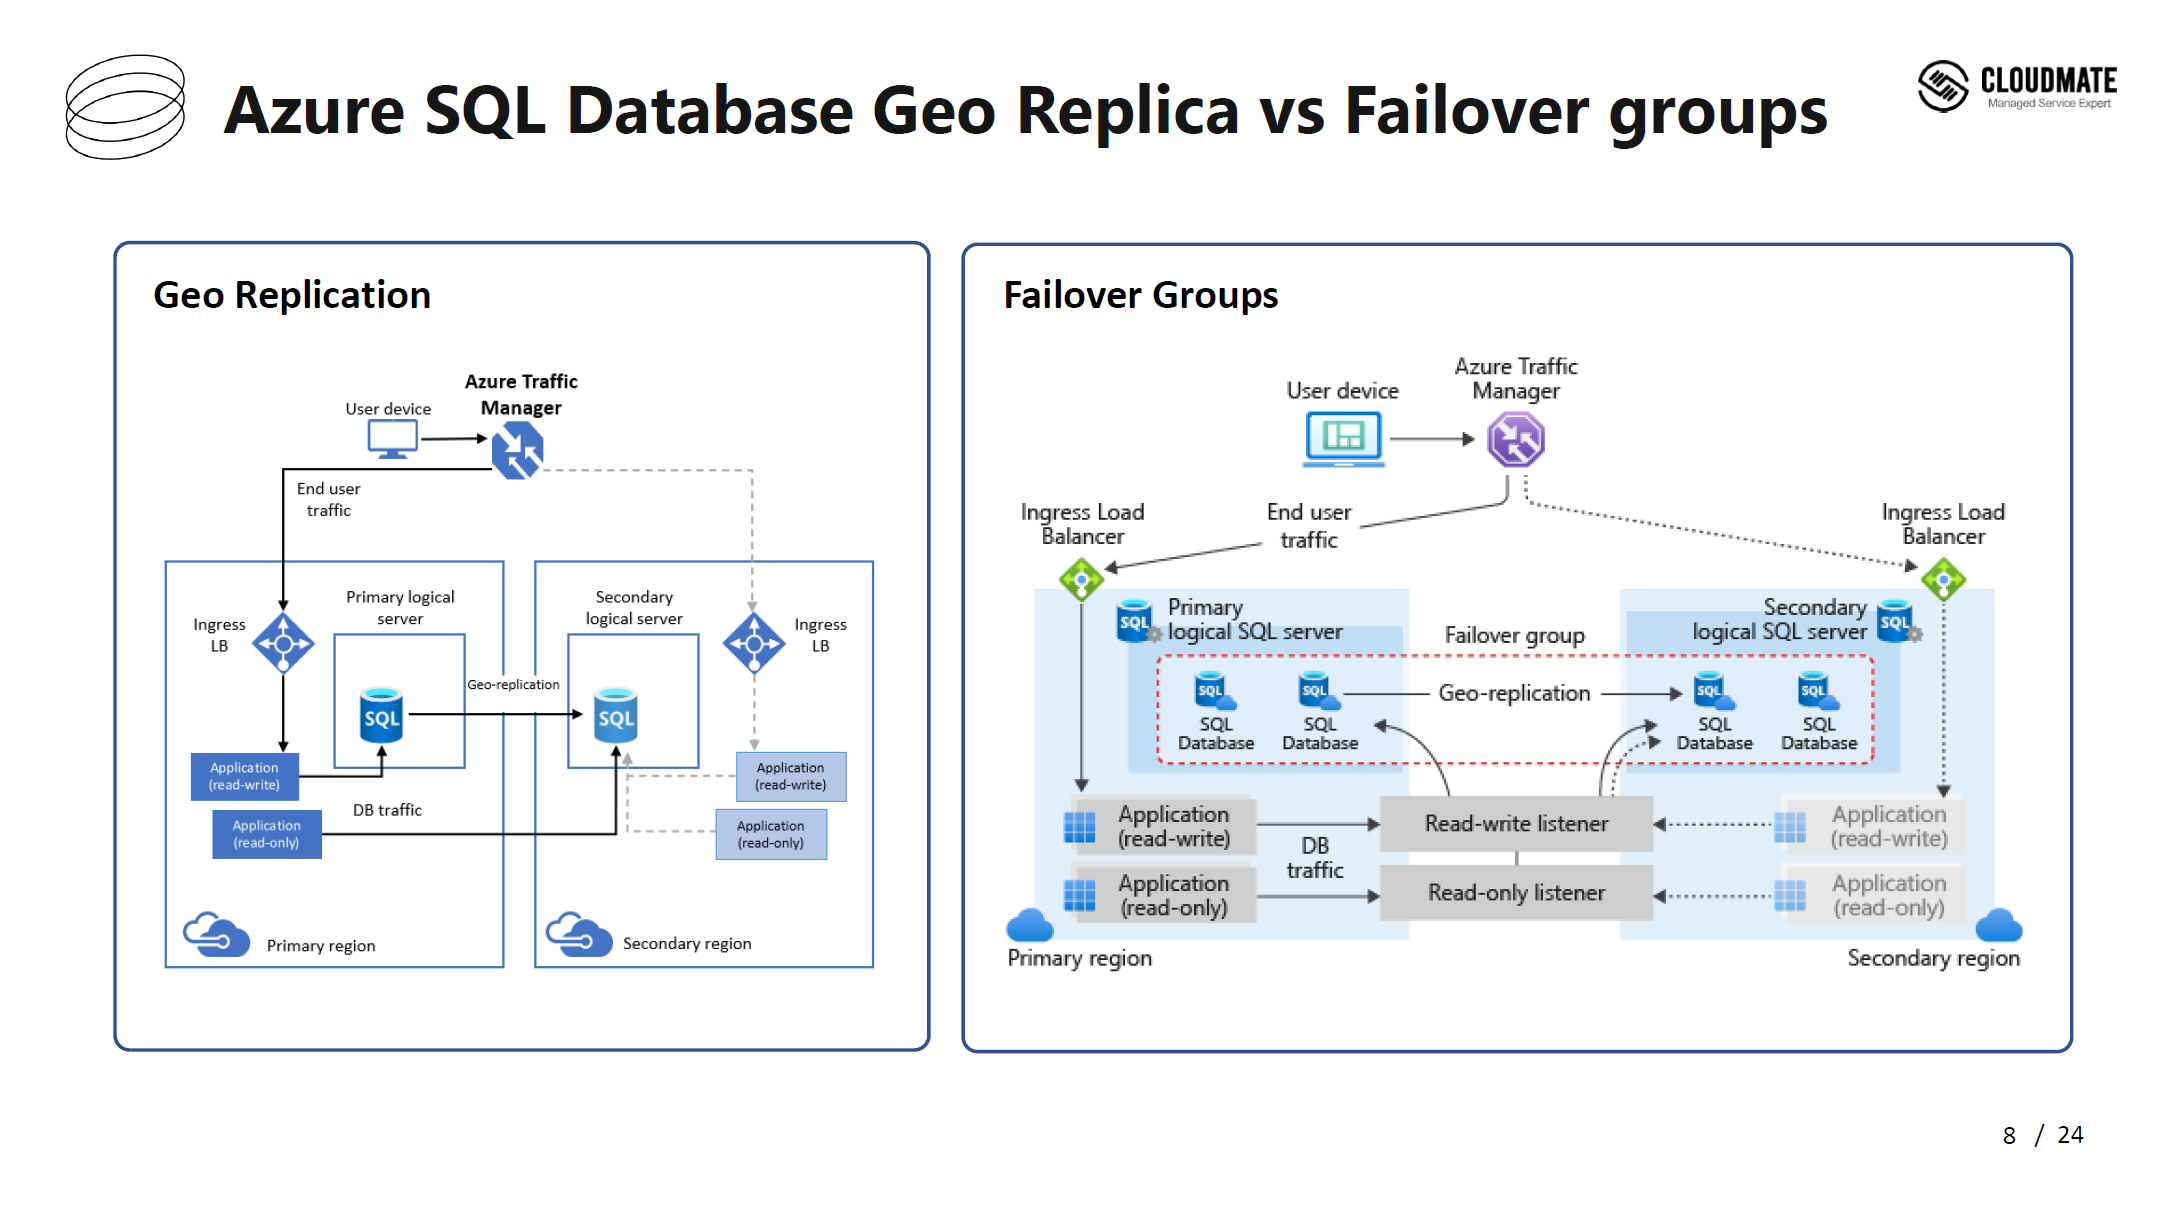 Azure SQL Database Geo Replica vs Failover groups
CLOUDMATE
Managed Service Expert
Geo Replication
Azure Traffic
Manager
User device
End user
traffic
Primary logical
server
Secondary
logical server
Ingress
LB
Ingress
LB
Geo-replication
SQL
SQL
Application
(read-write)
Application
(read-write)
DB traffic
Application
(read-only)
Application
(read-only)
Primary region
Secondary region
Failover Groups
Azure Traffic
Manager
User device
Ingress Load
Balancer
End user
traffic
Ingress Load
Balancer
SQL
Primary
logical SQL server
Failover group
Secondary
logical SQL server
SQL
SQL
SQL
Geo-replication
SQL
SQL
SQL
Database
SQL
Database
SQL
Database
SQL
Database
Application
(read-write)
Read-write listener
Application
(read-write)
DB
traffic
Application
(read-only)
Read-only listener
Application
(read-only)
Primary region
Secondary region
8 / 24